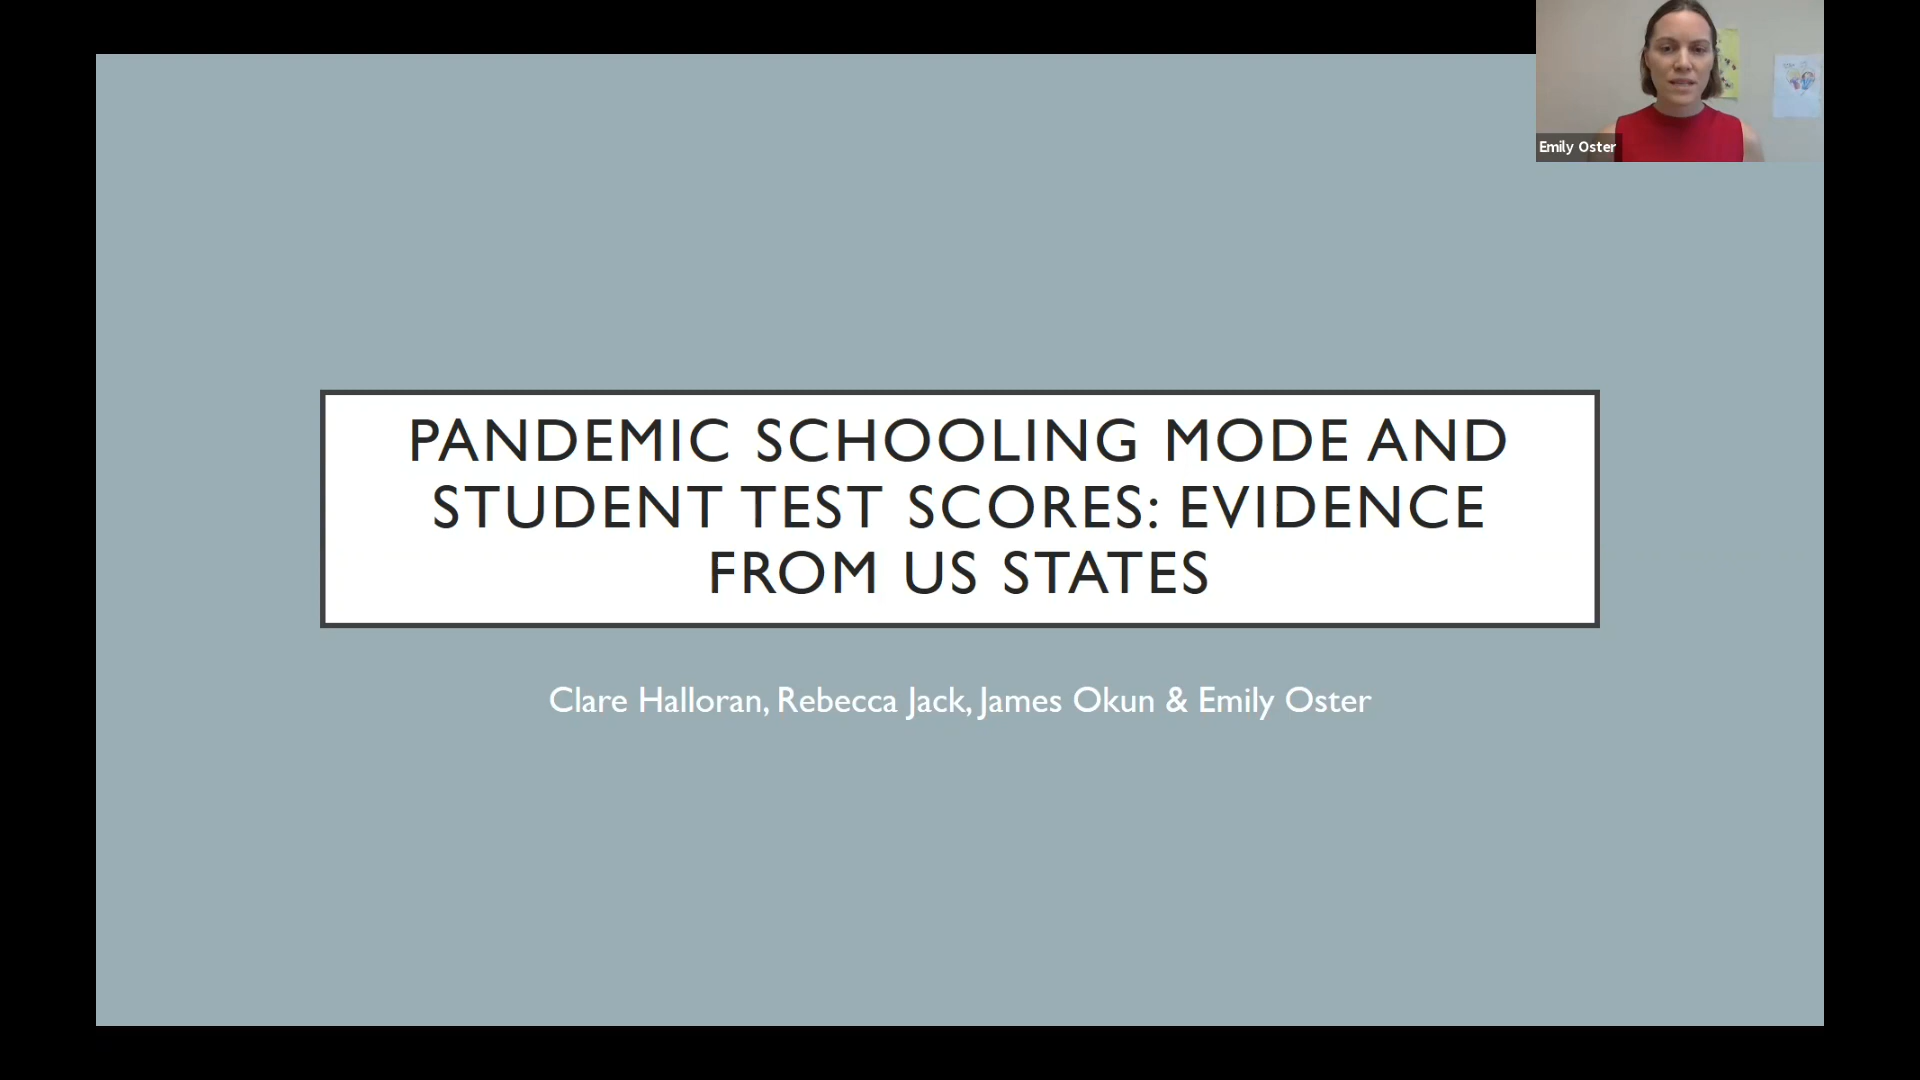 Emily Oster
PANDEMIC SCHOOLING MODE AND
STUDENT TEST SCORES: EVIDENCE
FROM US STATES
Clare Halloran, Rebecca Jack, James Okun & Emily Oster